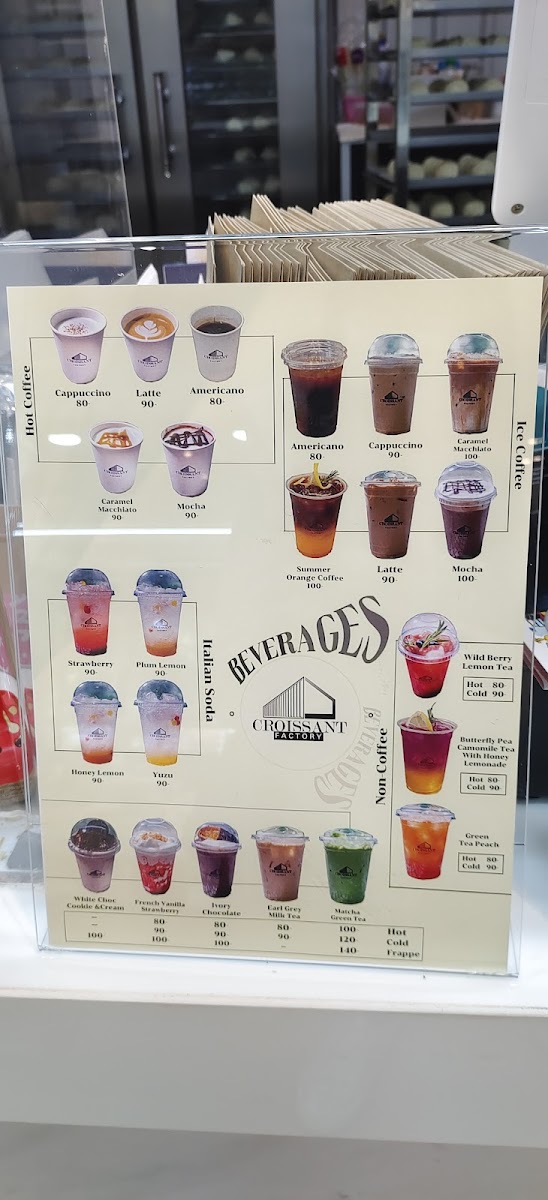 Hot Coffee
Cappuccino
80-
Latte
90-
Americano
80-
Caramel
Macchiato
90-
Mocha
90-
Ice Coffee
Americano
80-
Cappuccino
90-
Caramel
Macchiato
100-
Summer
Orange Coffee
100-
Latte
90-
Mocha
100-
Italian Soda
Strawberry
90-
Plum Lemon
90-
Honey Lemon
90-
Yuzu
90-
BEVERAGES
CROISSANT
FACTORY
BEVERAGES
Non-Coffee
Wild Berry
Lemon Tea
Hot 80-
Cold 90-
Butterfly Pea
Camomile Tea
With Honey
Lemonade
Hot 80-
Cold 90-
Green
Tea Peach
Hot 80-
Cold 90-
White Choc
Cookie &Cream
French Vanilla
Strawberry
Ivory
Chocolate
Earl Grey
Milk Tea
Matcha
Green Tea
- 80- 80- 80- 100- Hot
- 90- 90- 90- 120- Cold
100- 100- 100- - 140- Frappe